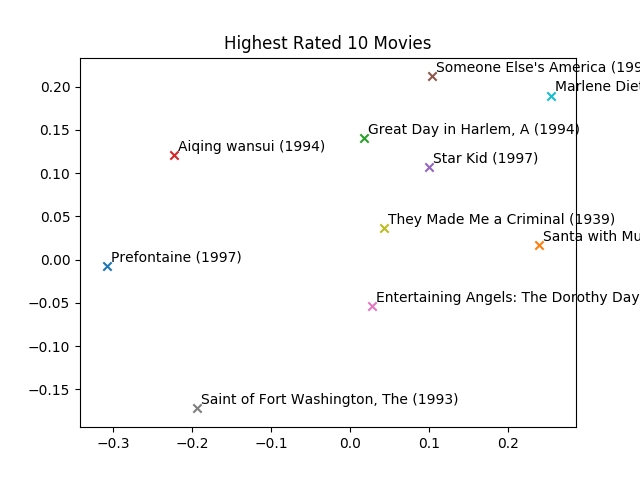 Highest Rated 10 Movies
Someone Else's America (199
Marlene Diet
Great Day in Harlem, A (1994)
Aiqing wansui (1994)
Star Kid (1997)
They Made Me a Criminal (1939)
Santa with Mu
Prefontaine (1997)
Entertaining Angels: The Dorothy Day
Saint of Fort Washington, The (1993)
0.20
0.15
0.10
0.05
0.00
−0.05
−0.10
−0.15
−0.3
−0.2
−0.1
0.0
0.1
0.2